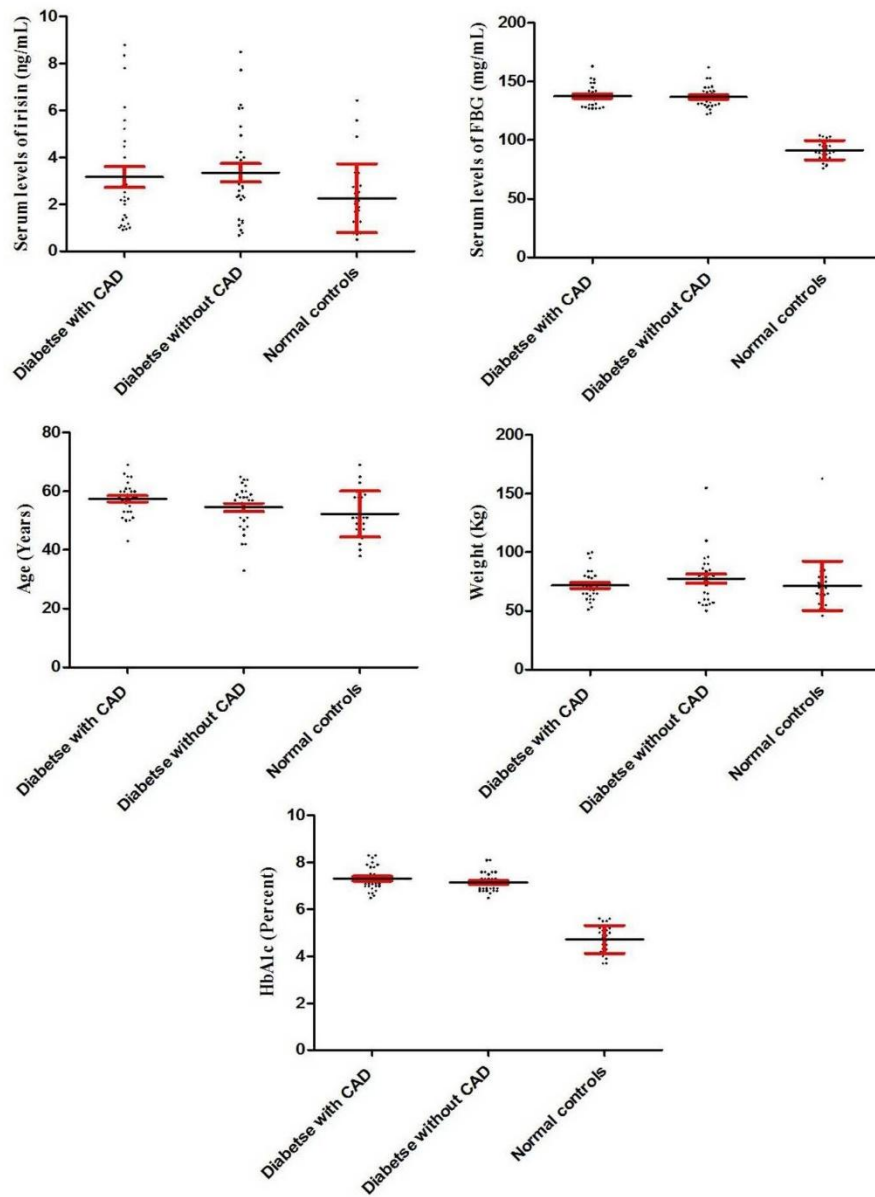 Serum levels of irisin (ng/mL)
10
8
6
4
2
0
Diabetse with CAD
Diabetse without CAD
Normal controls
Serum levels of FBG (mg/mL)
200
150
100
50
0
Diabetse with CAD
Diabetse without CAD
Normal controls
Age (Years)
80
60
40
20
0
Diabetse with CAD
Diabetse without CAD
Normal controls
Weight (Kg)
200
150
100
50
0
Diabetse with CAD
Diabetse without CAD
Normal controls
HbA1c (Percent)
10
8
6
4
2
0
Diabetse with CAD
Diabetse without CAD
Normal controls